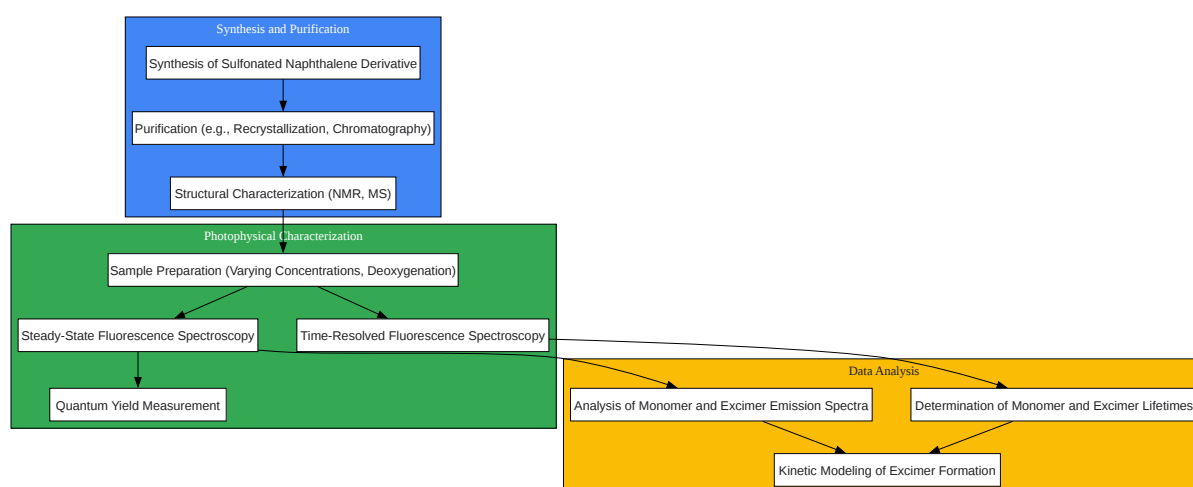 Synthesis and Purification
Synthesis of Sulfonated Naphthalene Derivative
Purification (e.g., Recrystallization, Chromatography)
Structural Characterization (NMR, MS)
Photophysical Characterization
Sample Preparation (Varying Concentrations, Deoxygenation)
Steady-State Fluorescence Spectroscopy
Time-Resolved Fluorescence Spectroscopy
Quantum Yield Measurement
Data Analysis
Analysis of Monomer and Excimer Emission Spectra
Determination of Monomer and Excimer Lifetimes
Kinetic Modeling of Excimer Formation